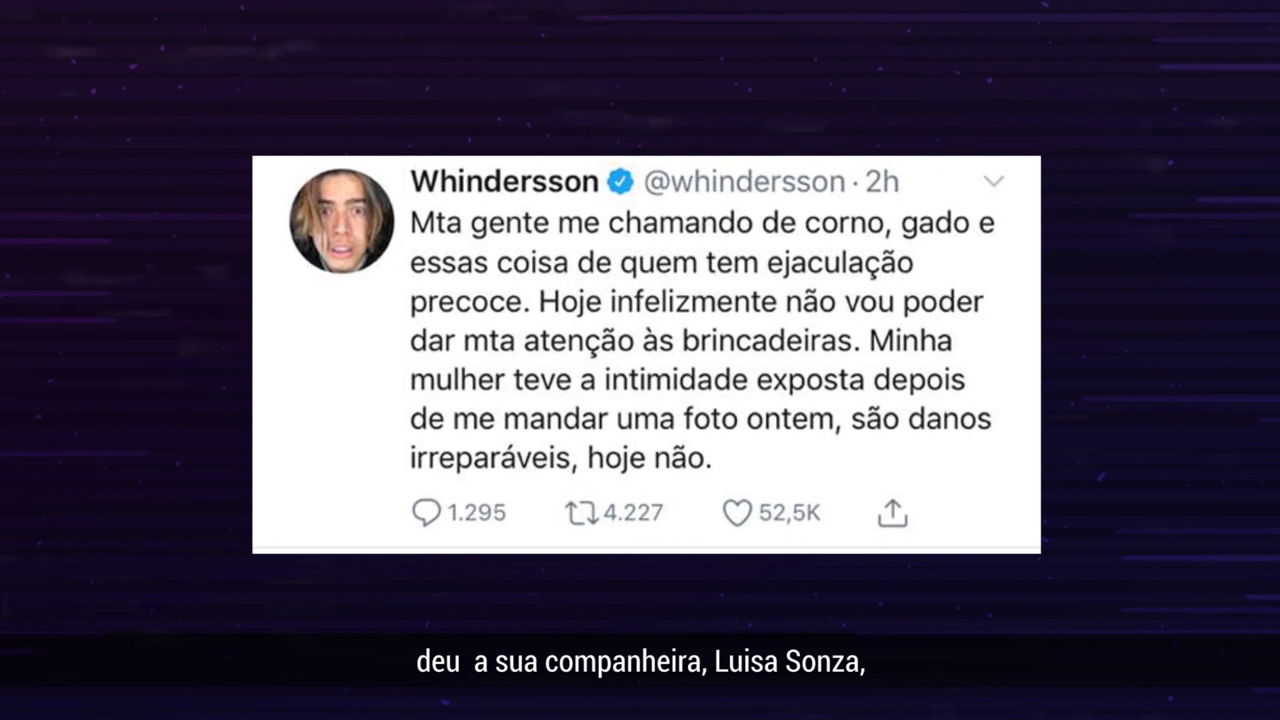 Whindersson @whindersson · 2h
Mta gente me chamando de corno, gado e
essas coisa de quem tem ejaculação
precoce. Hoje infelizmente não vou poder
dar mta atenção às brincadeiras. Minha
mulher teve a intimidade exposta depois
de me mandar uma foto ontem, são danos
irreparáveis, hoje não.
1.295 4.227 52,5K
deu a sua companheira, Luisa Sonza,